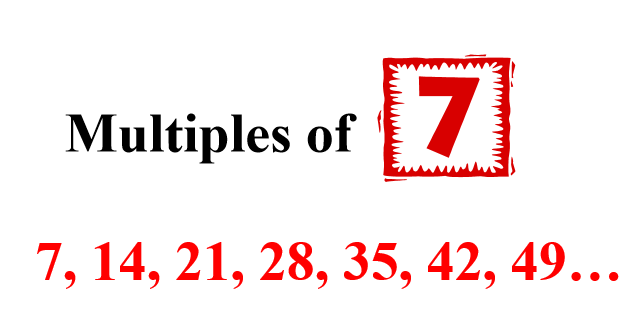 Multiples of 7
7, 14, 21, 28, 35, 42, 49...